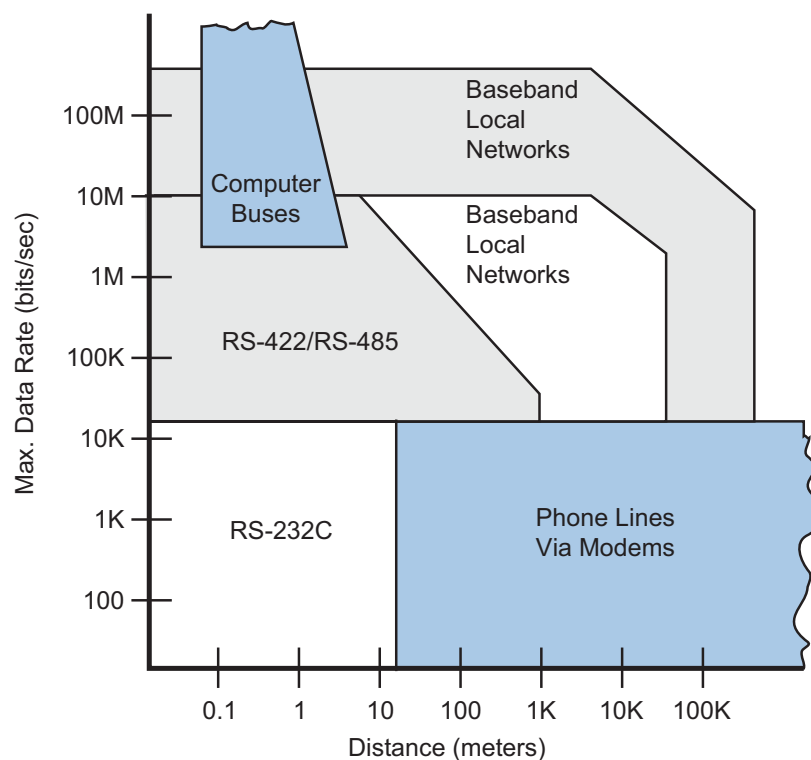 Max. Data Rate (bits/sec)
100M
10M
1M
100K
10K
1K
100
Baseband
Local
Networks
Computer
Buses
Baseband
Local
Networks
RS-422/RS-485
RS-232C
Phone Lines
Via Modems
0.1
1
10
100
1K
10K
100K
Distance (meters)